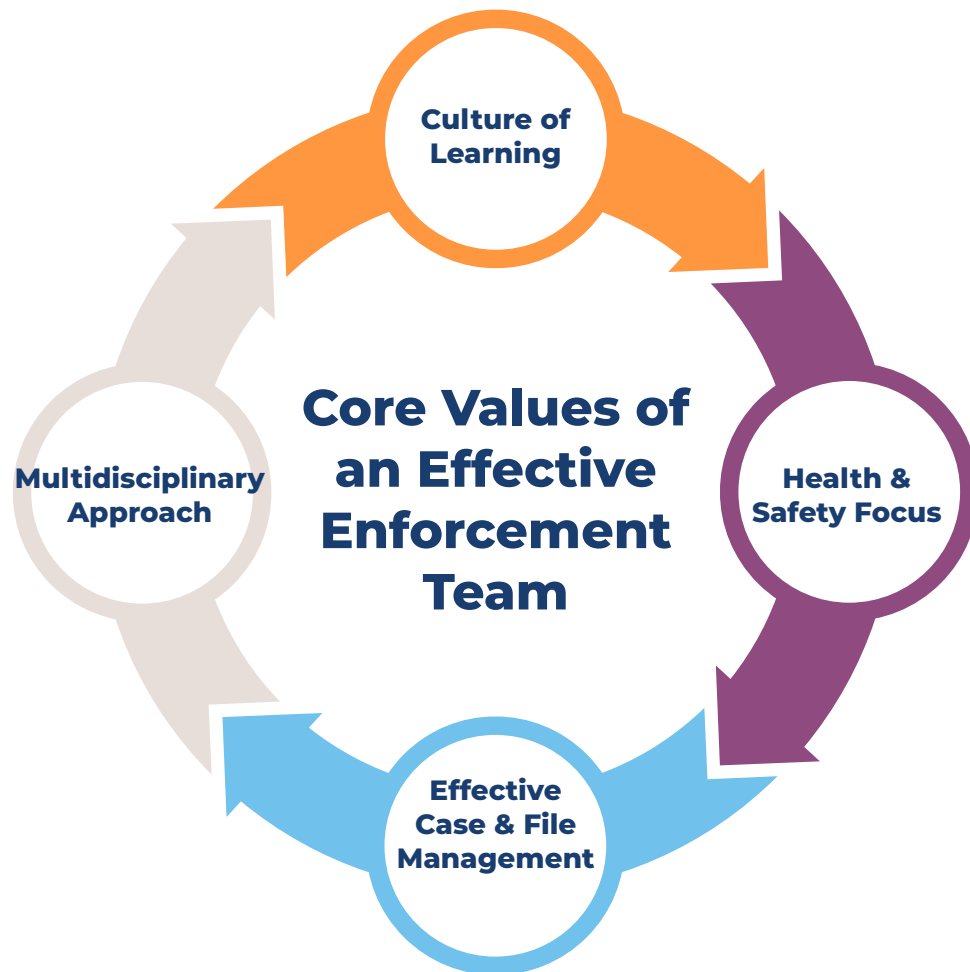 Culture of
Learning
Core Values of
an Effective
Enforcement
Team
Health &
Safety Focus
Effective
Case & File
Management
Multidisciplinary
Approach